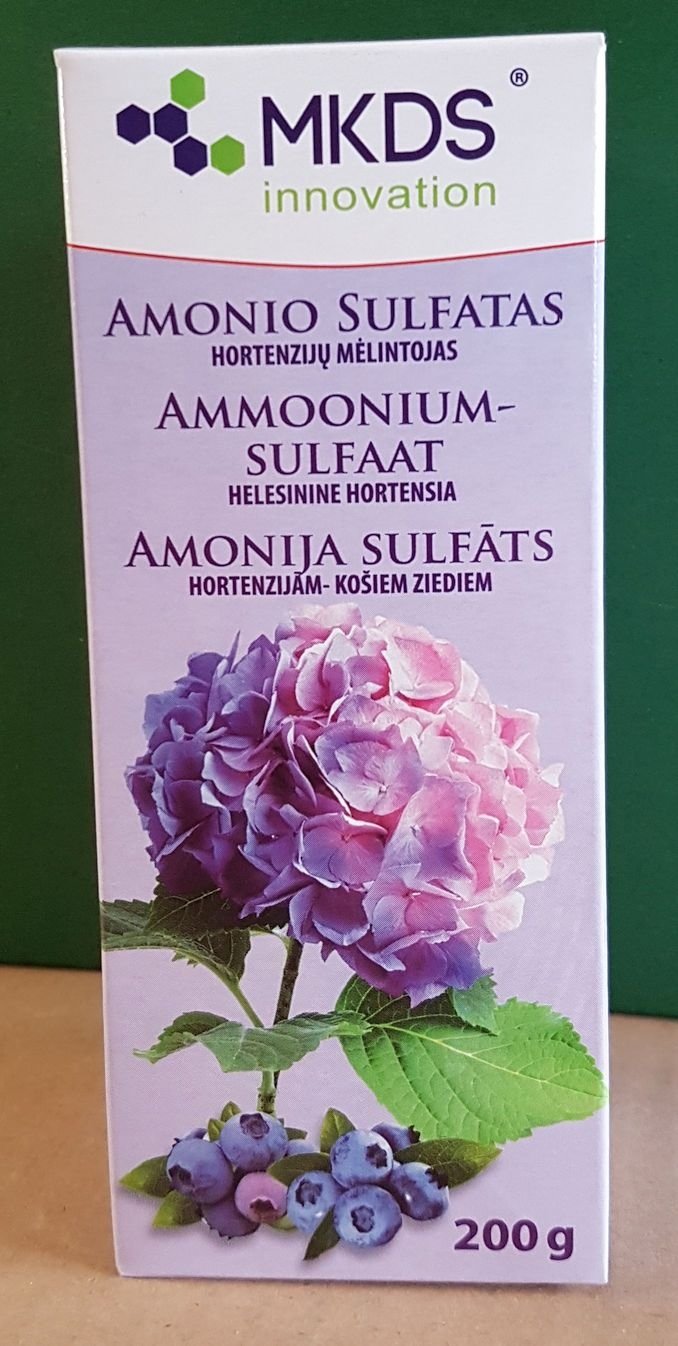 MKDS ®
innovation
AMONIO SULFATAS
HORTENZIJŲ MĖLINTOJAS
AMMOONIUM-
SULFAAT
HELESININE HORTENSIA
AMONIJA SULFĀTS
HORTENZIJĀM- KOŠIEM ZIEDIEM
200 g